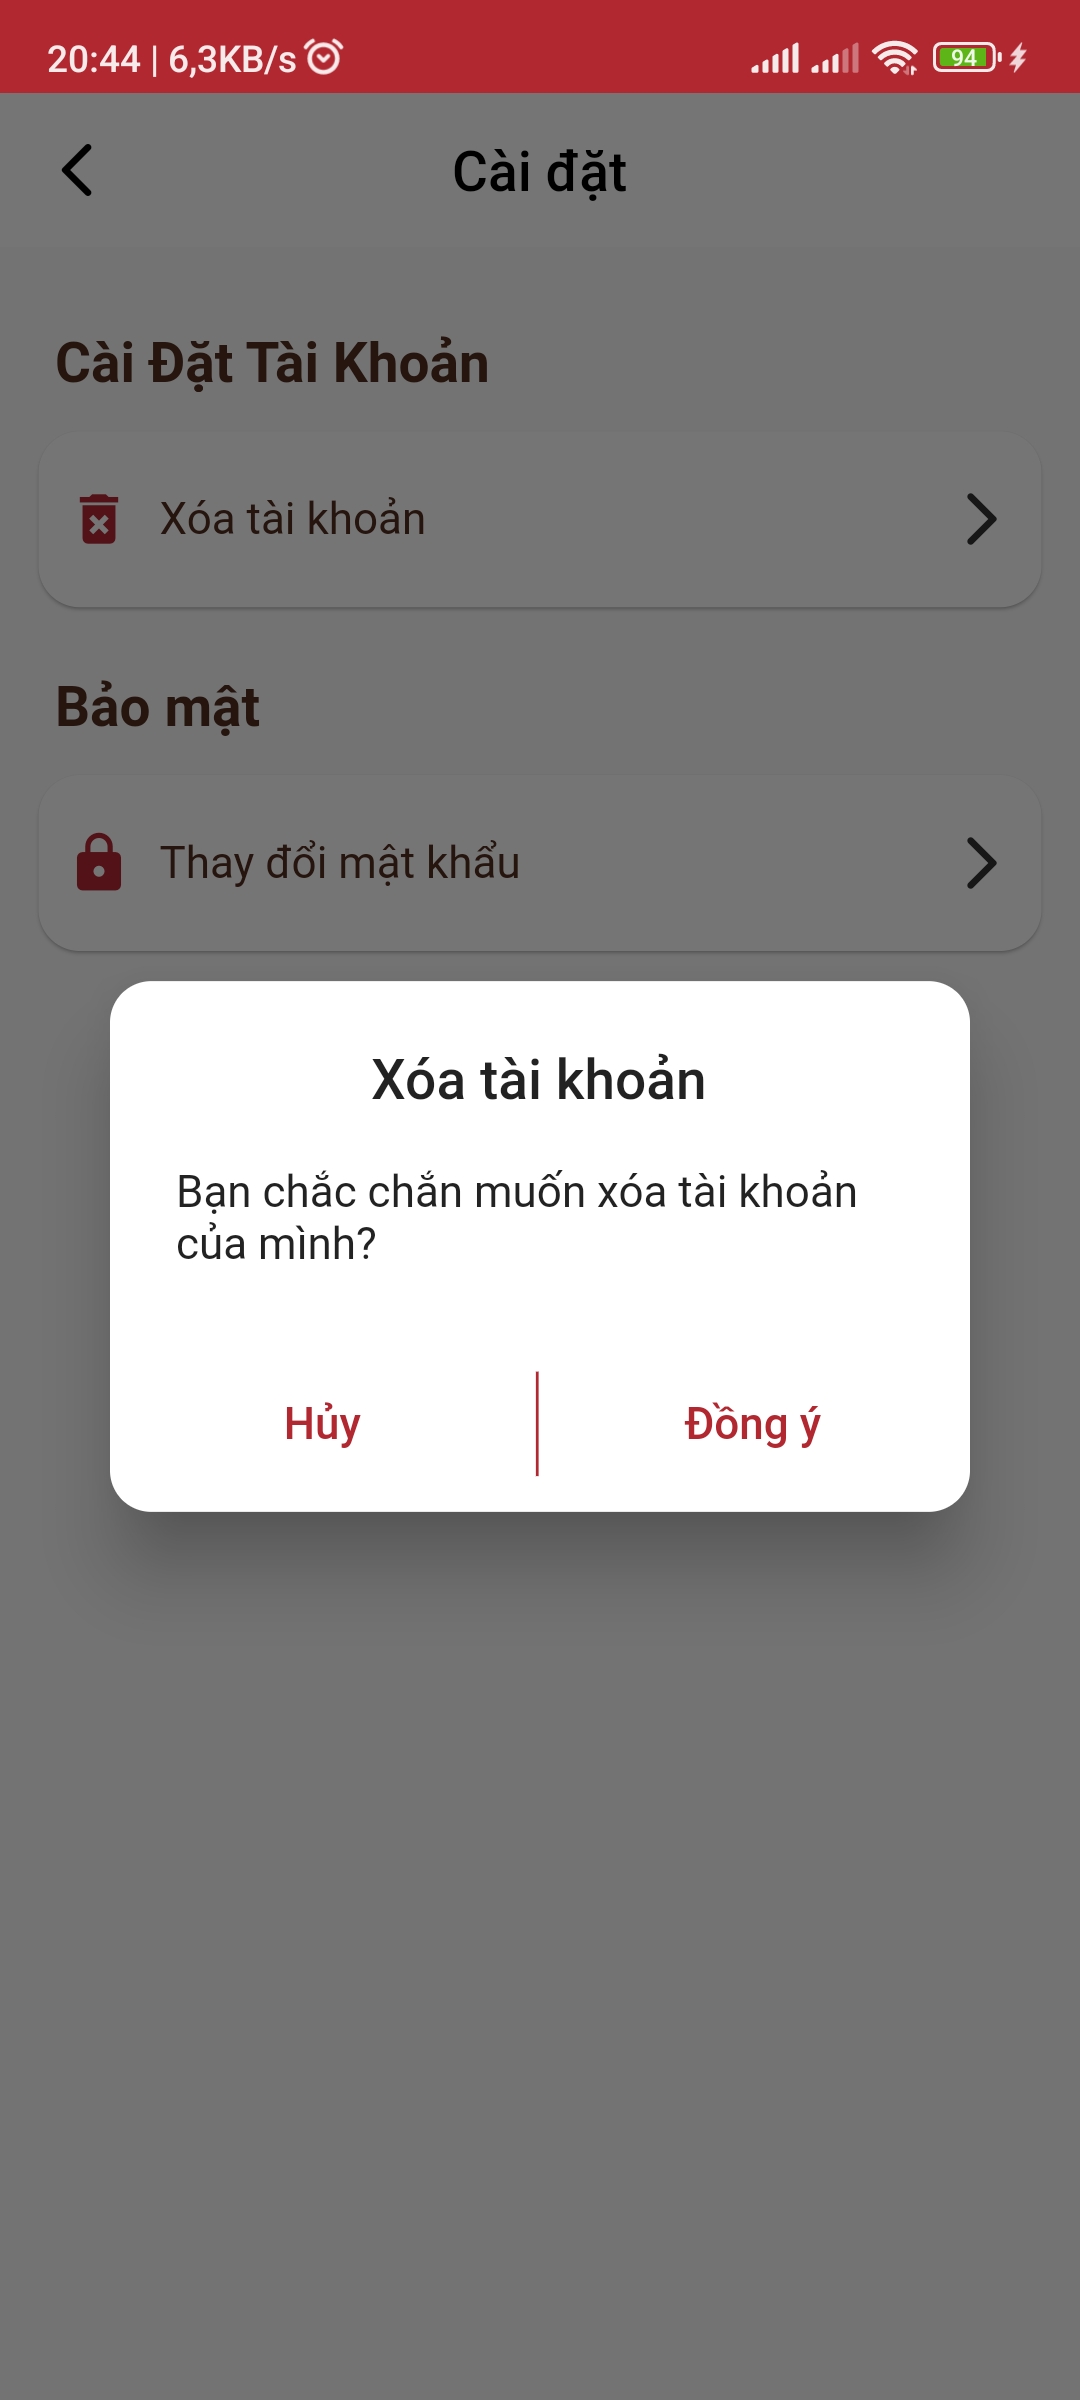 20:44 | 6,3KB/s
94
Cài đặt
Cài Đặt Tài Khoản
Xóa tài khoản
Bảo mật
Thay đổi mật khẩu
Xóa tài khoản
Bạn chắc chắn muốn xóa tài khoản
của mình?
Hủy
Đồng ý